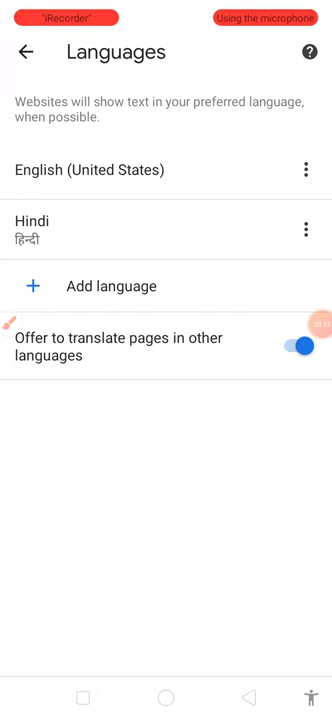 "iRecorder"
Using the microphone
Languages
Websites will show text in your preferred language,
when possible.
English (United States)
Hindi
हिन्दी
Add language
Offer to translate pages in other
languages